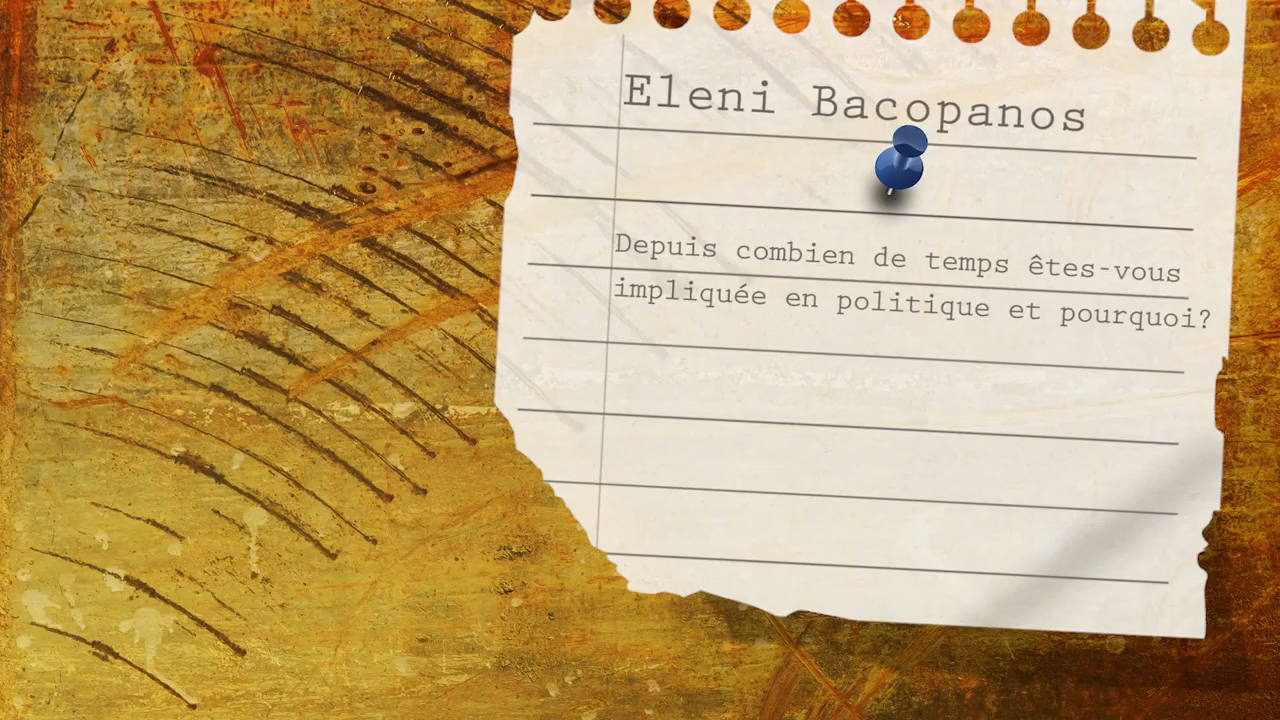 Eleni Bacopanos
Depuis combien de temps êtes-vous
impliquée en politique et pourquoi?